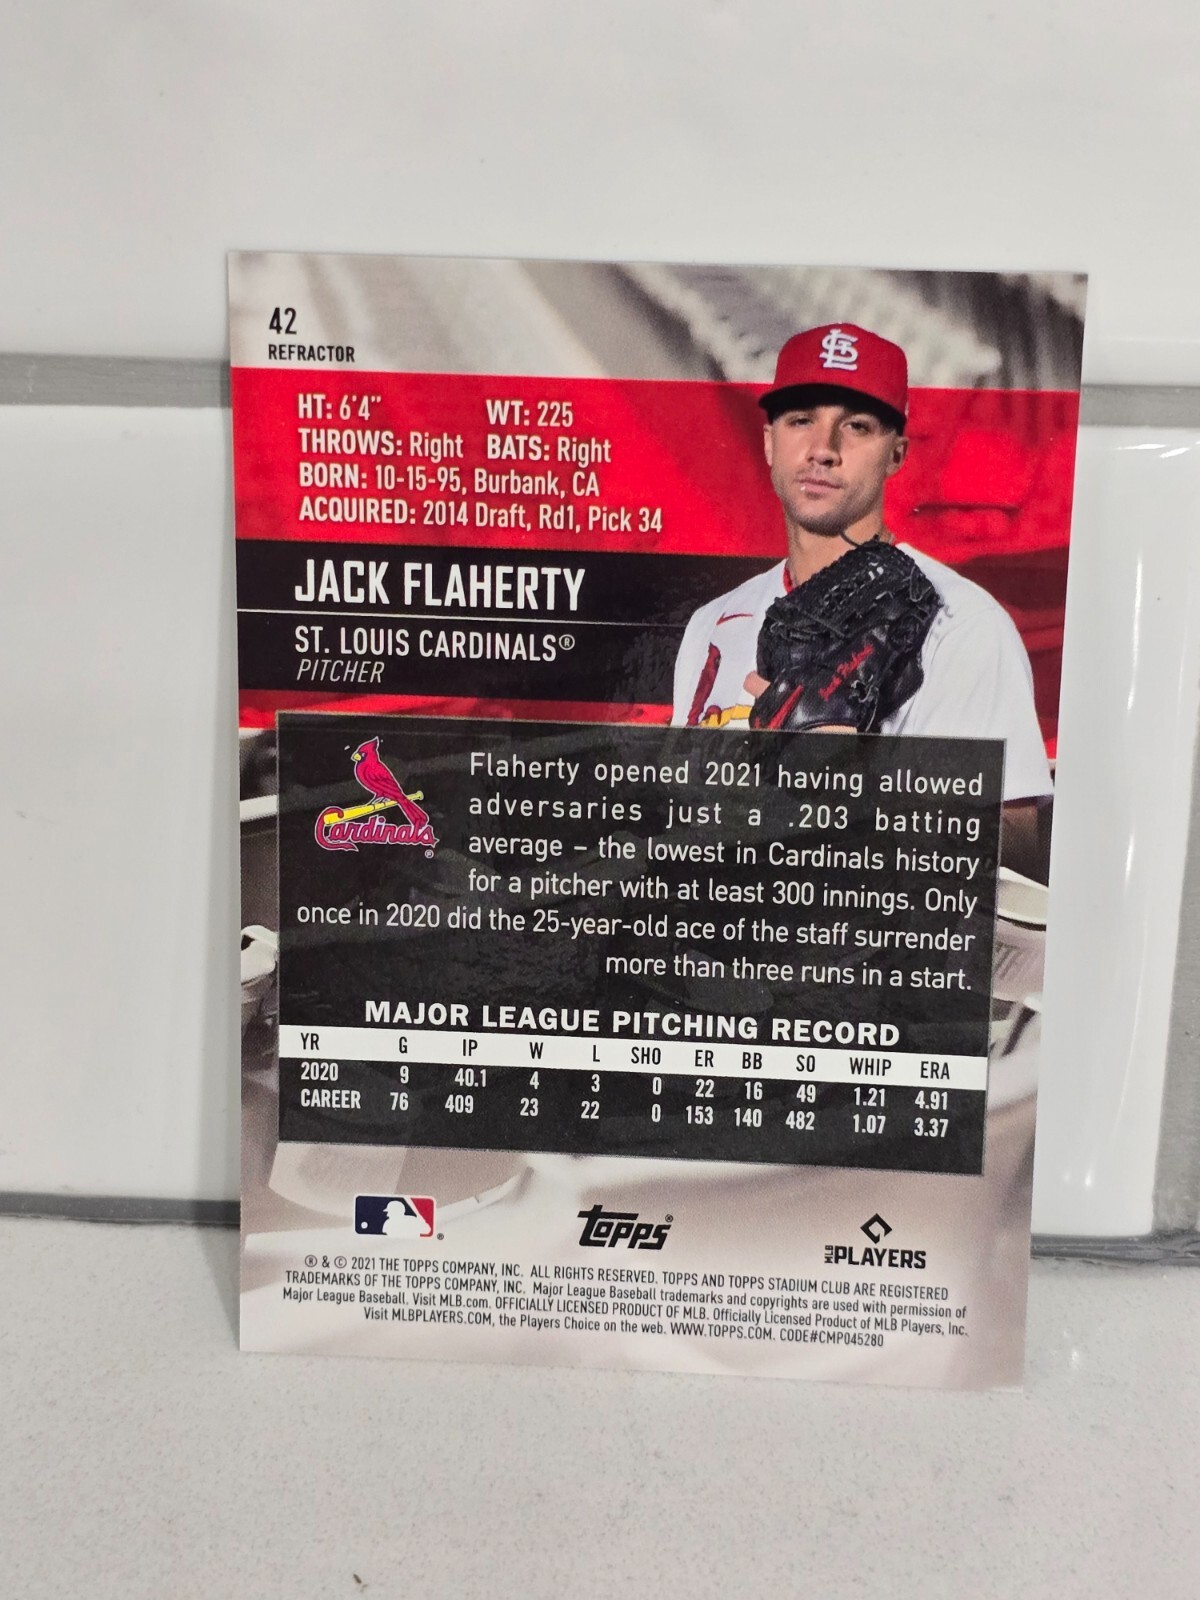 42
REFRACTOR
HT: 6'4" WT: 225
THROWS: Right BATS: Right
BORN: 10-15-95, Burbank, CA
ACQUIRED: 2014 Draft, Rd1, Pick 34
JACK FLAHERTY
ST. LOUIS CARDINALS®
PITCHER
Cardinals®
Flaherty opened 2021 having allowed
adversaries just a .203 batting
average – the lowest in Cardinals history
for a pitcher with at least 300 innings. Only
once in 2020 did the 25-year-old ace of the staff surrender
more than three runs in a start.
MAJOR LEAGUE PITCHING RECORD
YR G IP W L SHO ER BB SO WHIP ERA
2020 9 40.1 4 3 0 22 16 49 1.21 4.91
CAREER 76 409 23 22 0 153 140 482 1.07 3.37
topps®
MLB PLAYERS
® & © 2021 THE TOPPS COMPANY, INC. ALL RIGHTS RESERVED. TOPPS AND TOPPS STADIUM CLUB ARE REGISTERED
TRADEMARKS OF THE TOPPS COMPANY, INC. Major League Baseball trademarks and copyrights are used with permission of
Major League Baseball. Visit MLB.com. OFFICIALLY LICENSED PRODUCT OF MLB. Officially Licensed Product of MLB Players, Inc.
Visit MLBPLAYERS.COM, the Players Choice on the web. WWW.TOPPS.COM. CODE#CMP045280